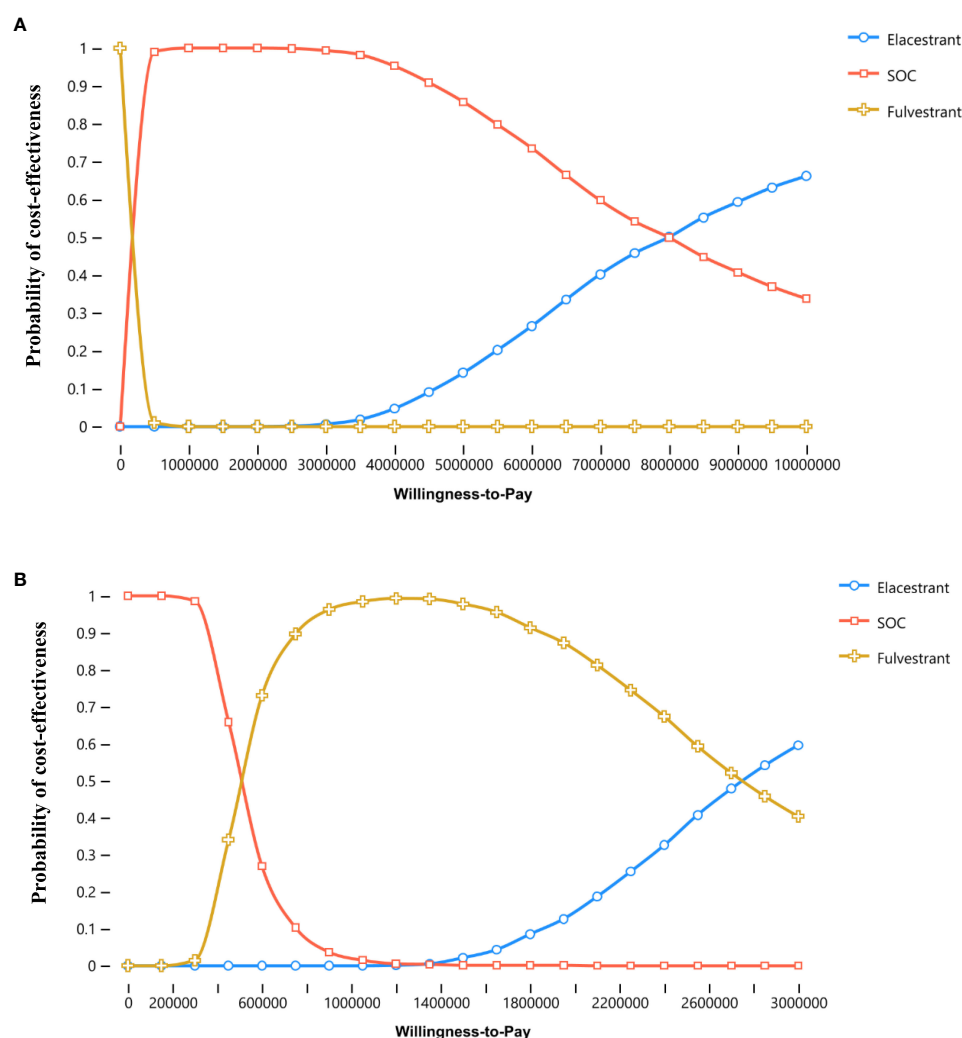 A
Elacestrant
SOC
Fulvestrant
Probability of cost-effectiveness
1
0.9
0.8
0.7
0.6
0.5
0.4
0.3
0.2
0.1
0
0 1000000 2000000 3000000 4000000 5000000 6000000 7000000 8000000 9000000 10000000
Willingness-to-Pay
B
Elacestrant
SOC
Fulvestrant
Probability of cost-effectiveness
1
0.9
0.8
0.7
0.6
0.5
0.4
0.3
0.2
0.1
0
0 200000 600000 1000000 1400000 1800000 2200000 2600000 3000000
Willingness-to-Pay